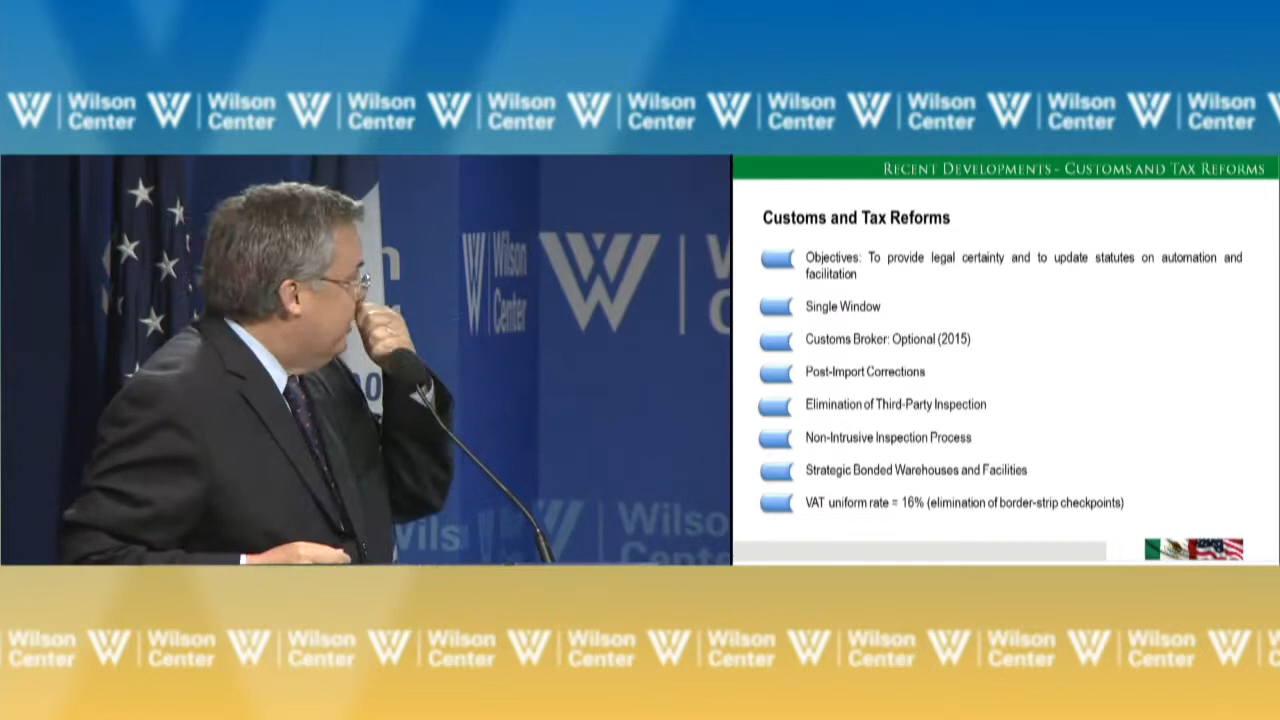 Wilson Center Wilson Center Wilson Center Wilson Center Wilson Center Wilson Center Wilson Center Wilson Center Wilson Center
RECENT DEVELOPMENTS - CUSTOMS AND TAX REFORMS
Customs and Tax Reforms
Objectives: To provide legal certainty and to update statutes on automation and
facilitation
Single Window
Customs Broker: Optional (2015)
Post-Import Corrections
Elimination of Third-Party Inspection
Non-Intrusive Inspection Process
Strategic Bonded Warehouses and Facilities
VAT uniform rate = 16% (elimination of border-strip checkpoints)
Wilson
Center
Wilson Center Wilson Center Wilson Center Wilson Center Wilson Center Wilson Center Wilson Center Wilson Center Wilson Center